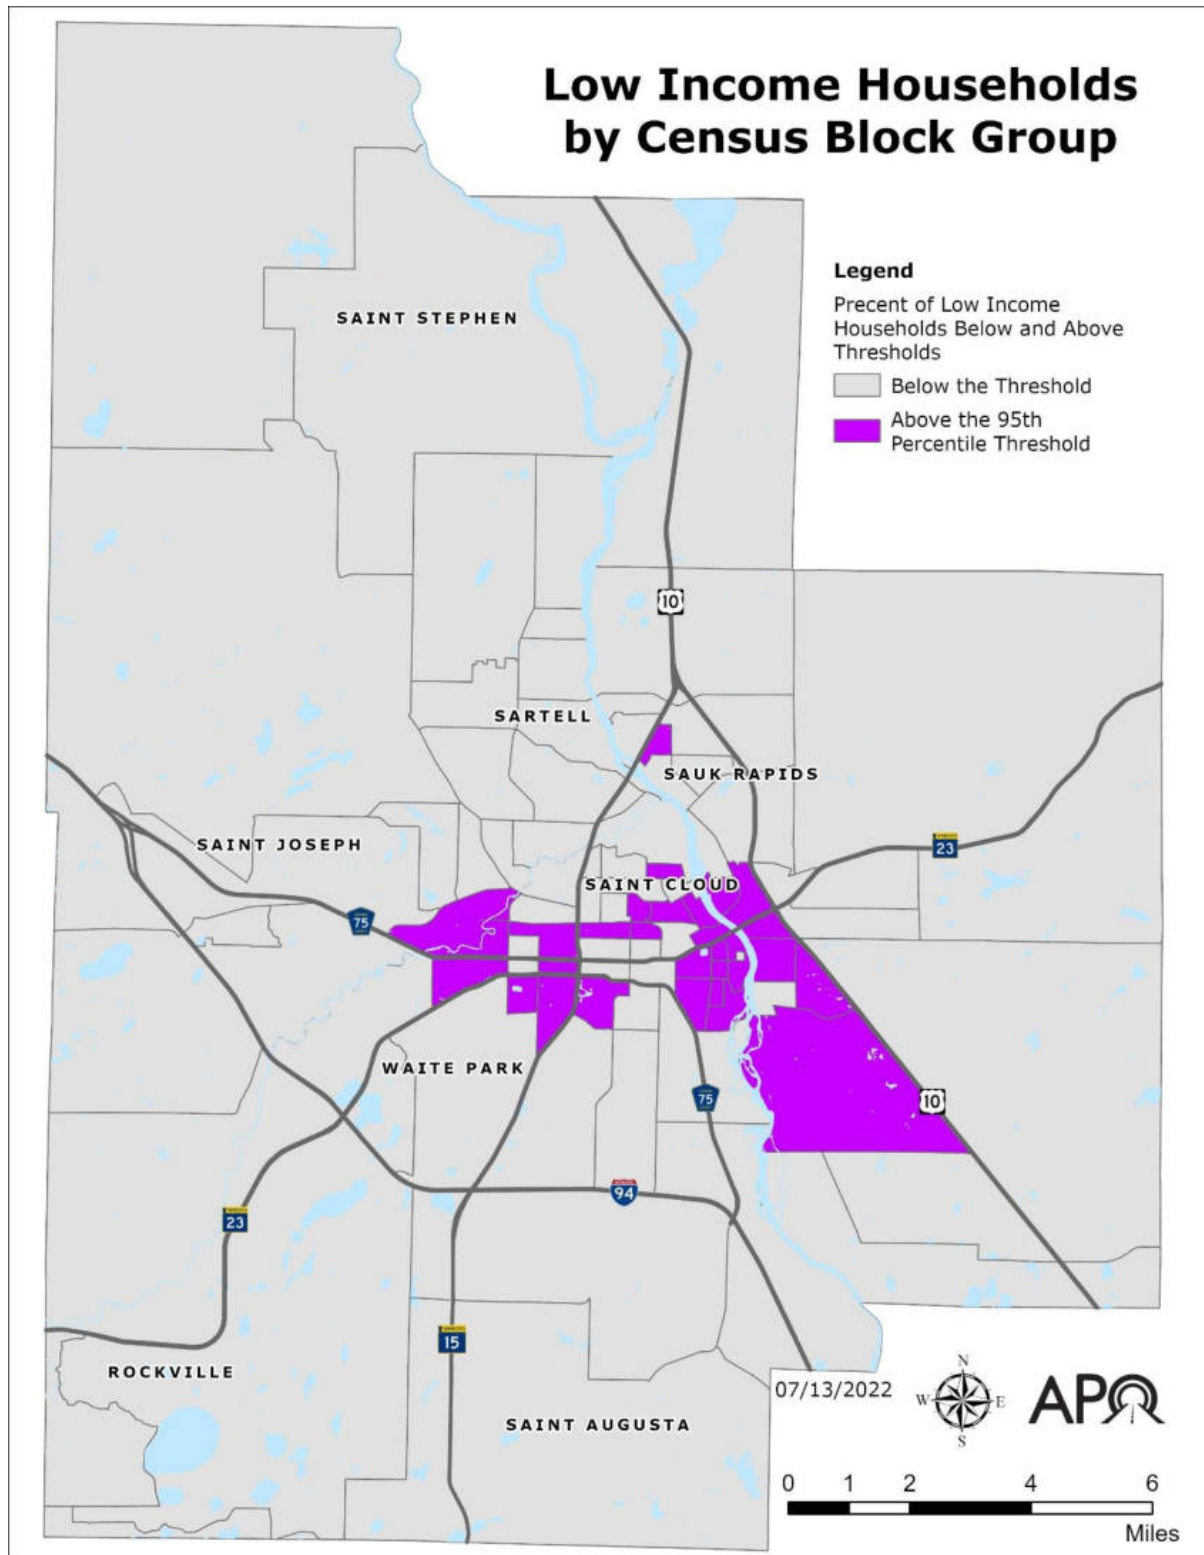 Low Income Households
by Census Block Group
Legend
Precent of Low Income
Households Below and Above
Thresholds
Below the Threshold
Above the 95th
Percentile Threshold
SAINT STEPHEN
10
SARTELL
SAUK RAPIDS
SAINT JOSEPH
23
SAINT CLOUD
75
WAITE PARK
75
10
94
23
15
ROCKVILLE
SAINT AUGUSTA
07/13/2022
N
W
E
S
APO
0 1 2 4 6
Miles